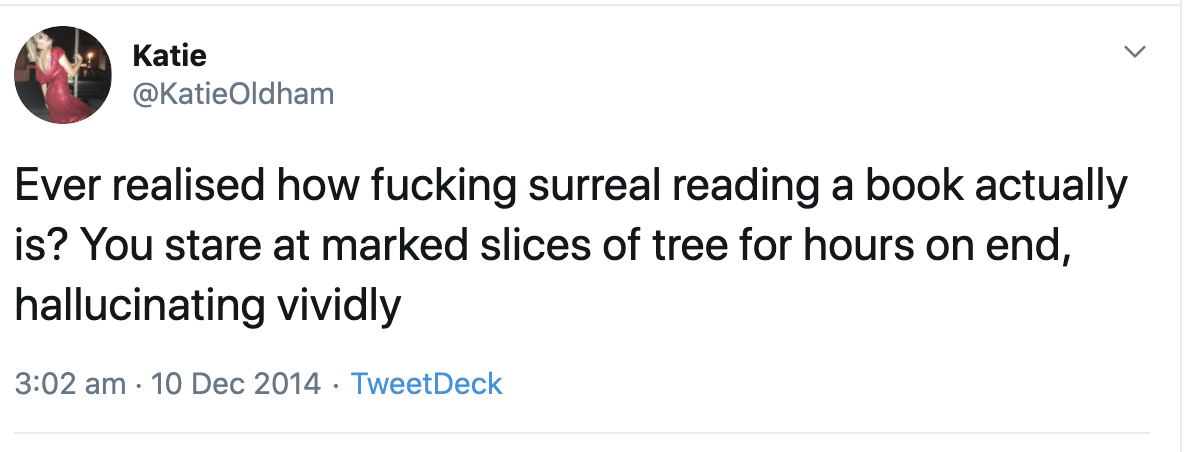 Katie
@KatieOldham
Ever realised how fucking surreal reading a book actually
is? You stare at marked slices of tree for hours on end,
hallucinating vividly
3:02 am · 10 Dec 2014 · TweetDeck